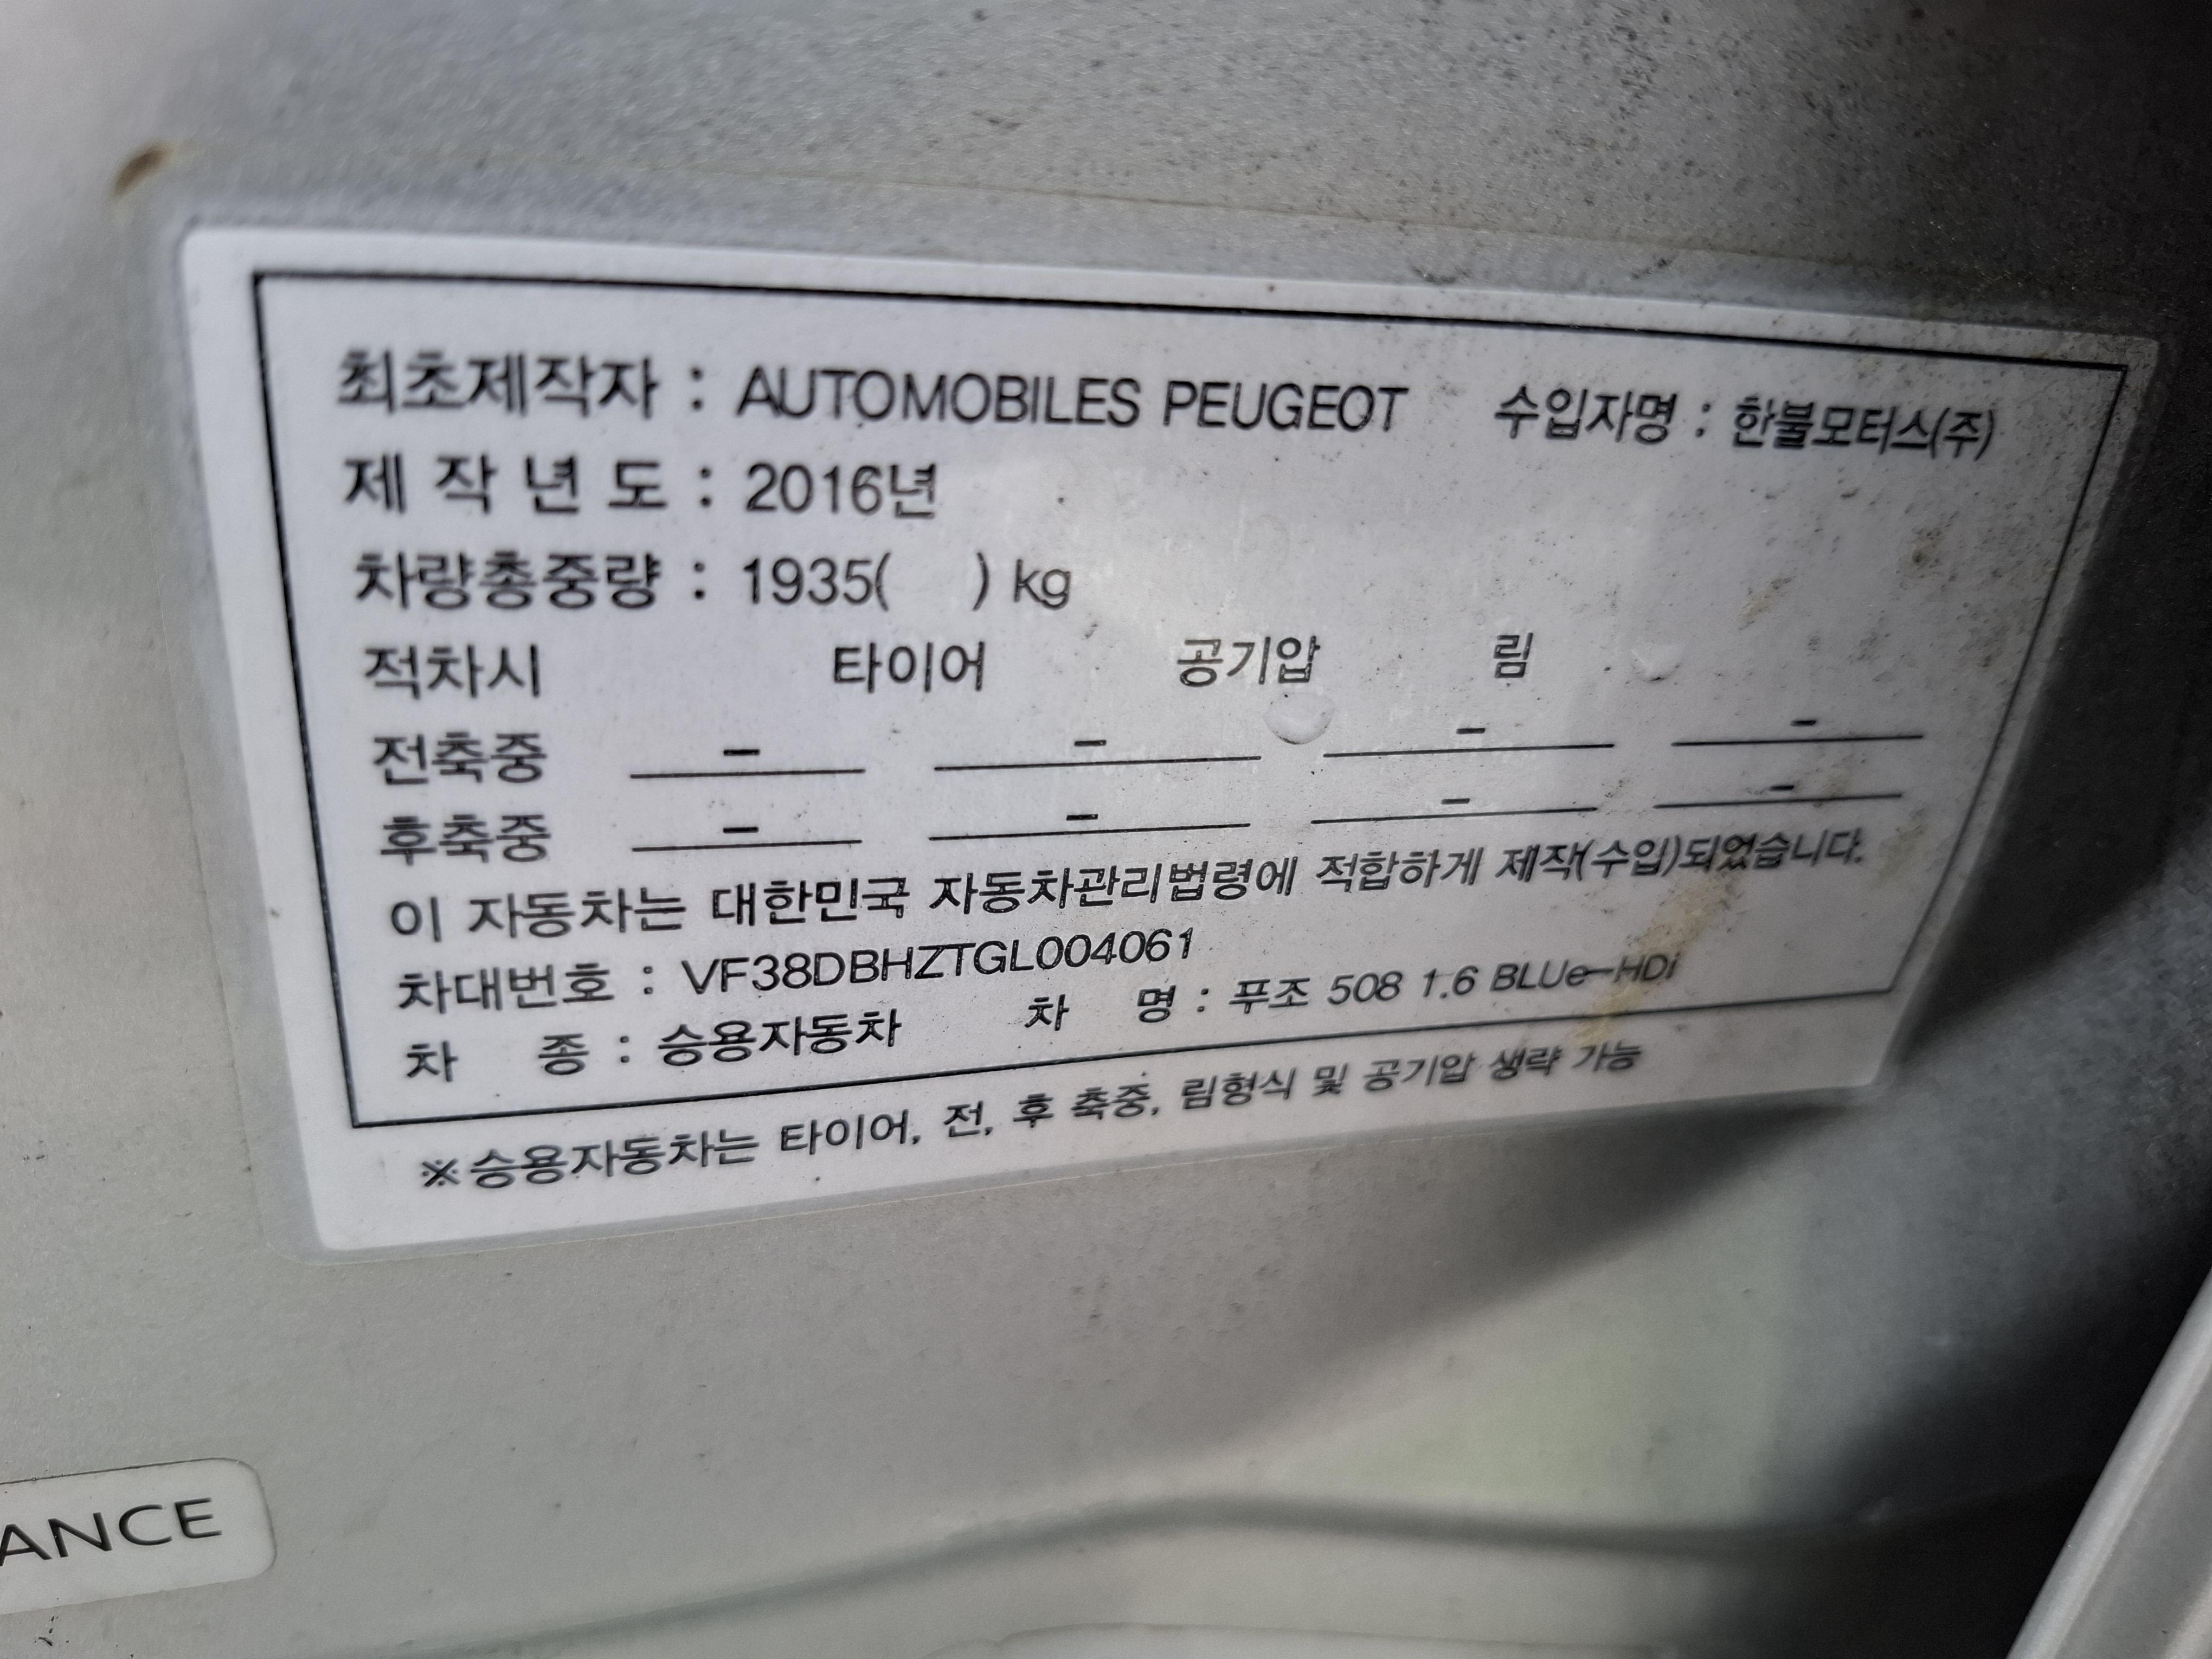 최초제작자 : AUTOMOBILES PEUGEOT 수입자명 : 한불모터스(주)
제 작 년 도 : 2016년
차량총중량 : 1935( ) kg
적차시 타이어 공기압 림
전축중 - - - -
후축중 - - - -
이 자동차는 대한민국 자동차관리법령에 적합하게 제작(수입)되었습니다.
차대번호 : VF38DBHZTGL004061
차 종 : 승용자동차 차 명 : 푸조 508 1.6 BLUe-HDi
※승용자동차는 타이어, 전, 후 축중, 림형식 및 공기압 생략 가능
ANCE